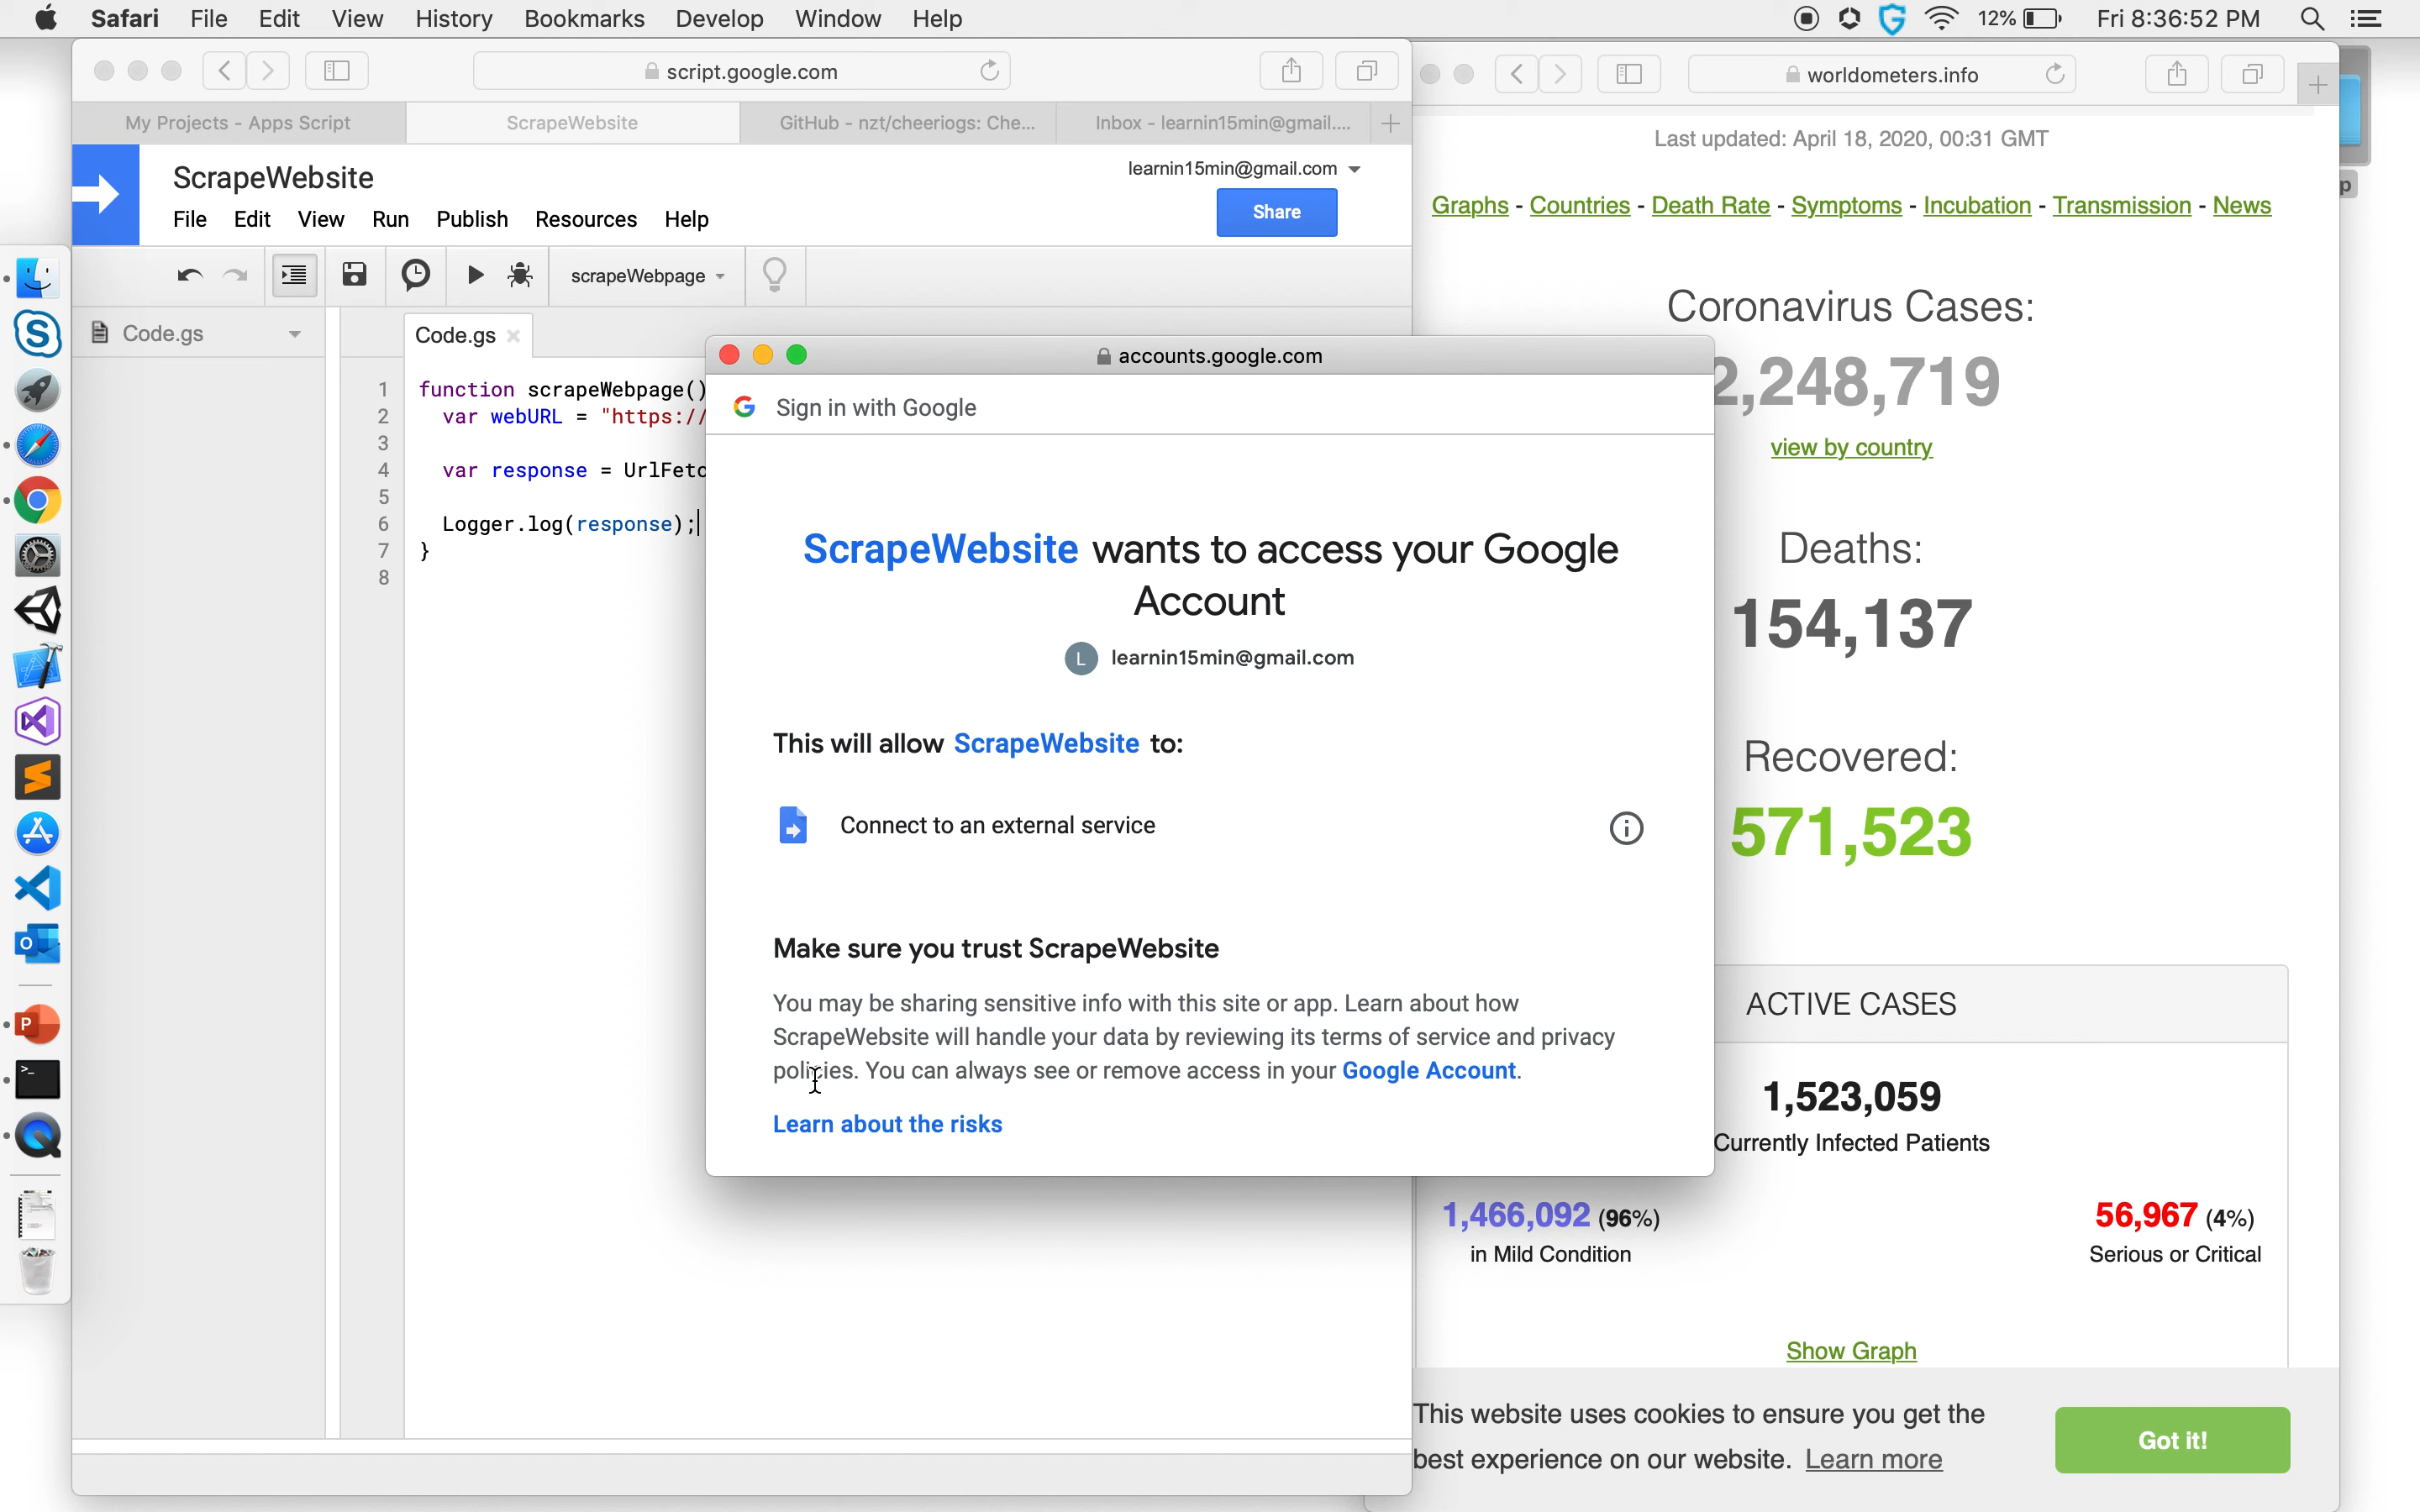 Safari File Edit View History Bookmarks Develop Window Help
12% Fri 8:36:52 PM
script.google.com
My Projects - Apps Script
ScrapeWebsite
GitHub - nzt/cheeriogs: Che...
Inbox - learnin15min@gmail....
ScrapeWebsite
learnin15min@gmail.com
File Edit View Run Publish Resources Help
Share
scrapeWebpage
Code.gs
Code.gs
1 function scrapeWebpage()
2 var webURL = "https://
3
4 var response = UrlFetc
5
6 Logger.log(response);
7 }
8
accounts.google.com
Sign in with Google
ScrapeWebsite wants to access your Google
Account
L learnin15min@gmail.com
This will allow ScrapeWebsite to:
Connect to an external service
Make sure you trust ScrapeWebsite
You may be sharing sensitive info with this site or app. Learn about how
ScrapeWebsite will handle your data by reviewing its terms of service and privacy
policies. You can always see or remove access in your Google Account.
Learn about the risks
worldometers.info
p
Last updated: April 18, 2020, 00:31 GMT
Graphs - Countries - Death Rate - Symptoms - Incubation - Transmission - News
Coronavirus Cases:
2,248,719
view by country
Deaths:
154,137
Recovered:
571,523
ACTIVE CASES
1,523,059
Currently Infected Patients
1,466,092 (96%)
in Mild Condition
56,967 (4%)
Serious or Critical
Show Graph
This website uses cookies to ensure you get the
best experience on our website. Learn more
Got it!